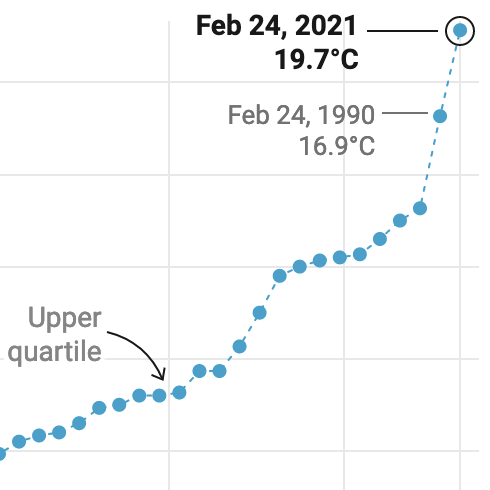 Feb 24, 2021
19.7°C
Feb 24, 1990
16.9°C
Upper
quartile